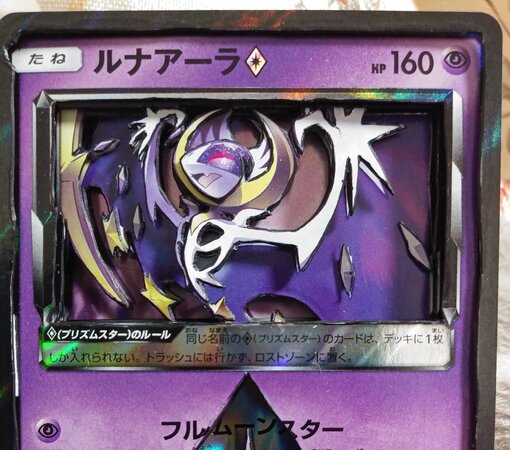 たね ルナアーラ◇ HP160
◇(プリズムスター)のルール 同じ名前の◇(プリズムスター)のカードは、デッキに1枚
しか入れられない。トラッシュには行かず、ロストゾーンに置く。
フルムーンスター